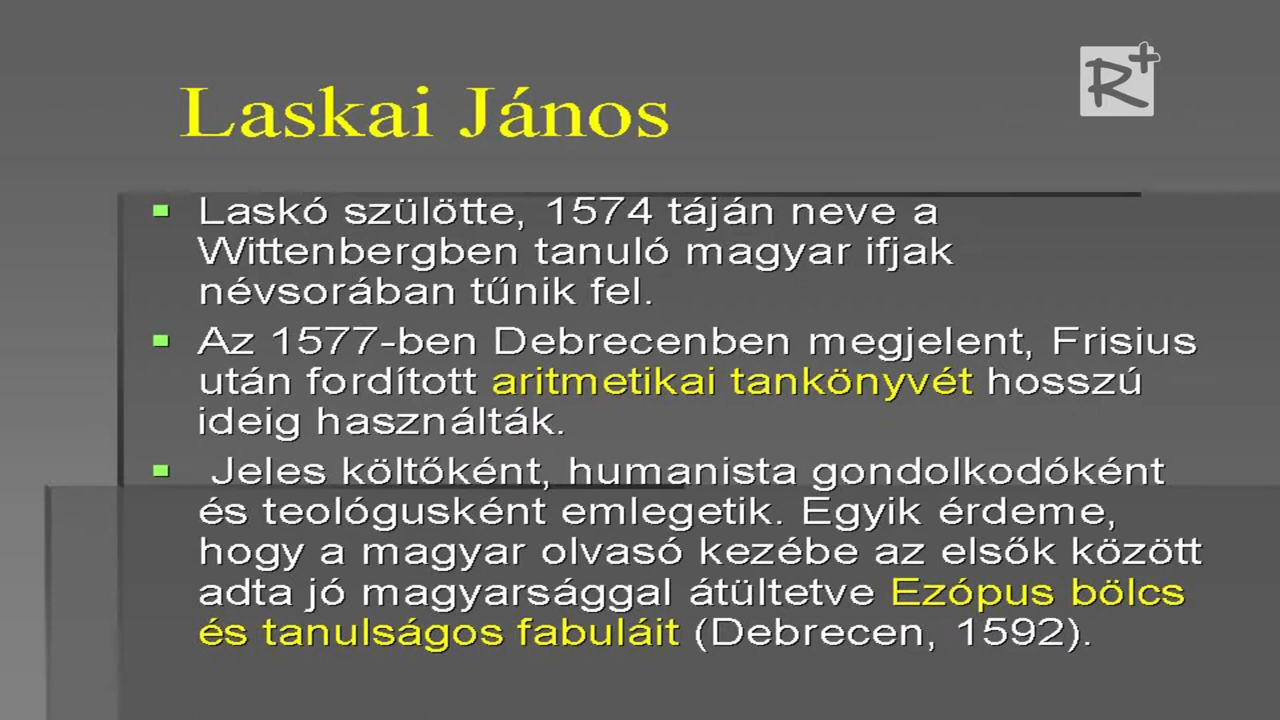 R+
Laskai János
Laskó szülötte, 1574 táján neve a
Wittenbergben tanuló magyar ifjak
névsorában tűnik fel.
Az 1577-ben Debrecenben megjelent, Frisius
után fordított aritmetikai tankönyvét hosszú
ideig használták.
Jeles költőként, humanista gondolkodóként
és teológusként emlegetik. Egyik érdeme,
hogy a magyar olvasó kezébe az elsők között
adta jó magyarsággal átültetve Ezópus bölcs
és tanulságos fabuláit (Debrecen, 1592).